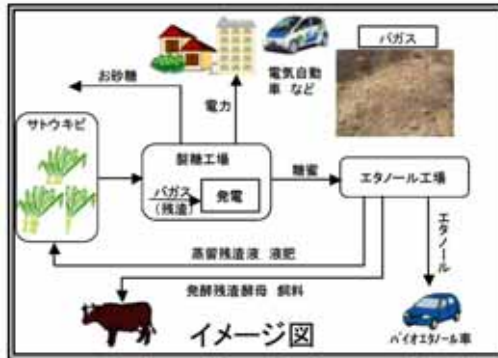 バガス
お砂糖
電力
電気自動
車 など
サトウキビ
製糖工場
バガス
(残渣)
発電
糖蜜
エタノール工場
エタノール
蒸留残渣液 液肥
発酵残渣酵母 飼料
イメージ図
バイオエタノール車